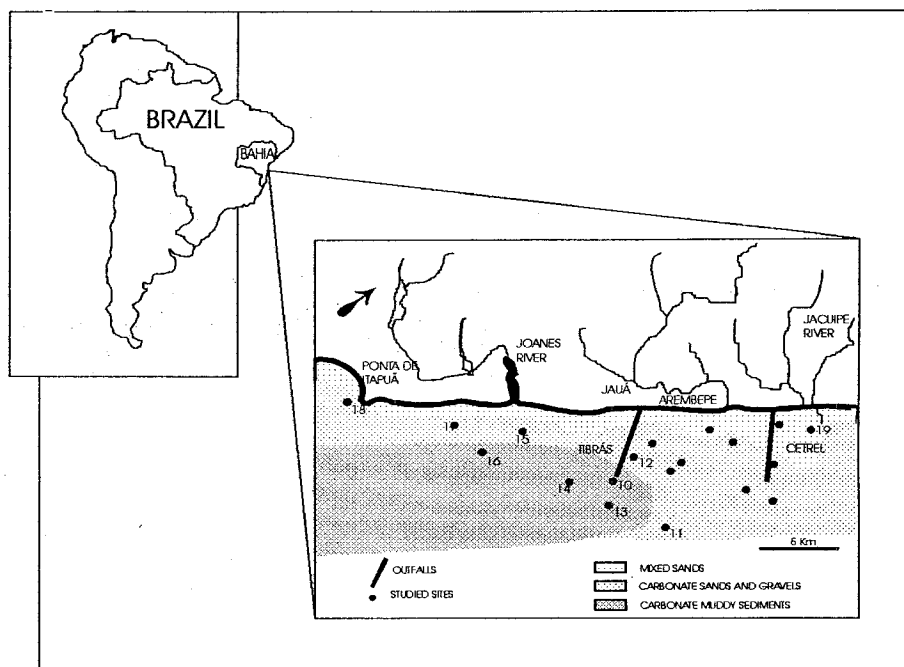 BRAZIL
BAHIA
JACUIPE
RIVER
JOANES
RIVER
PONTA DE
ITAPUÃ
JAUÁ
AREMBEPE
18
15
19
16
TIBRÁS
12
CETREL
14
10
13
11
6 Km
OUTFALLS
STUDIED SITES
MIXED SANDS
CARBONATE SANDS AND GRAVELS
CARBONATE MUDDY SEDIMENTS